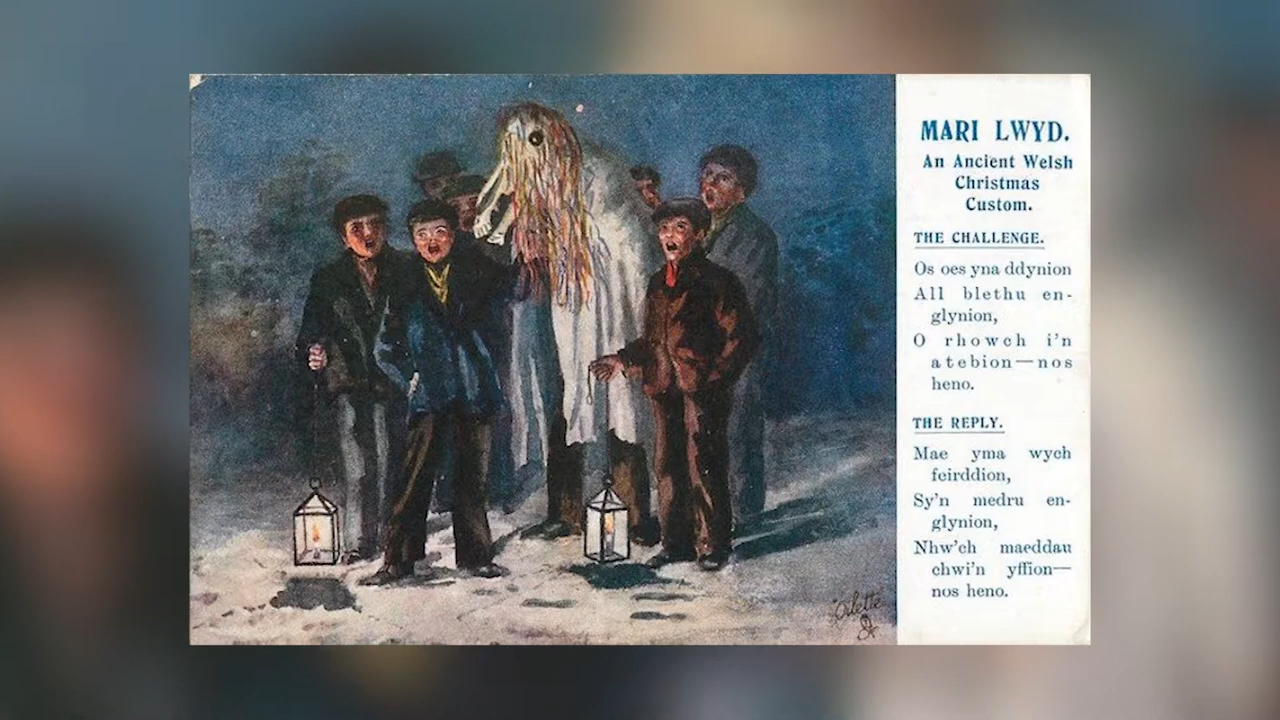 MARI LWYD.
An Ancient Welsh
Christmas
Custom.
THE CHALLENGE.
Os oes yna ddynion
All blethu en-
glynion,
O rhowch i'n
atebion—nos
heno.
THE REPLY.
Mae yma wych
feirddion,
Sy'n medru en-
glynion,
Nhw'ch maeddau
chwi'n yffion—
nos heno.
Oilette